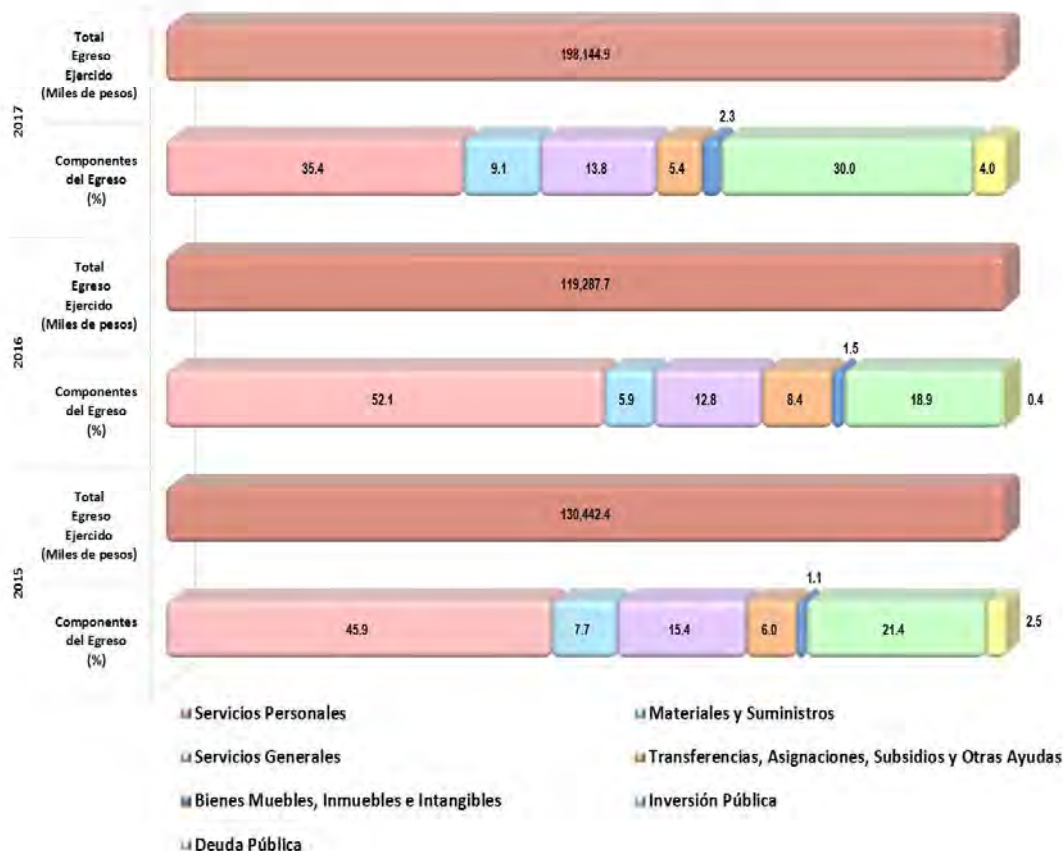 2017
Total
Egreso
Ejercido
(Miles de pesos)
198,144.9
Componentes
del Egreso
(%)
2.3
35.4 9.1 13.8 5.4 30.0 4.0
2016
Total
Egreso
Ejercido
(Miles de pesos)
119,287.7
Componentes
del Egreso
(%)
1.5
52.1 5.9 12.8 8.4 18.9 0.4
2015
Total
Egreso
Ejercido
(Miles de pesos)
130,442.4
Componentes
del Egreso
(%)
1.1
45.9 7.7 15.4 6.0 21.4 2.5
Servicios Personales Materiales y Suministros
Servicios Generales Transferencias, Asignaciones, Subsidios y Otras Ayudas
Bienes Muebles, Inmuebles e Intangibles Inversión Pública
Deuda Pública